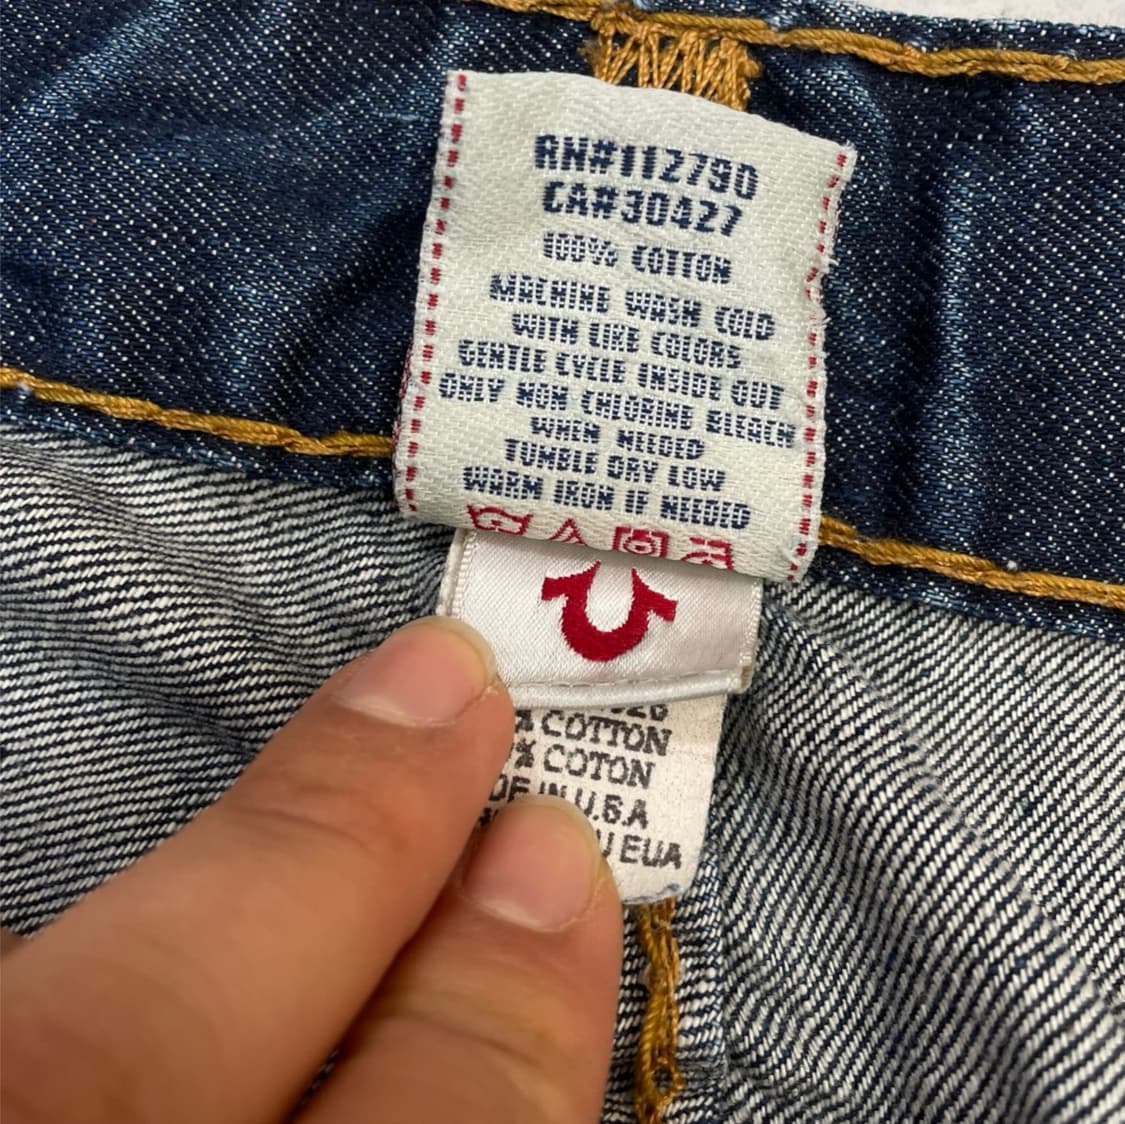 RN#112790
CA#30427
100% COTTON
MACHINE WASH COLD
WITH LIKE COLORS
GENTLE CYCLE INSIDE OUT
ONLY NON CHLORINE BLEACH
WHEN NEEDED
TUMBLE DRY LOW
WARM IRON IF NEEDED
% COTTON
% COTON
IN U.S.A
EUA